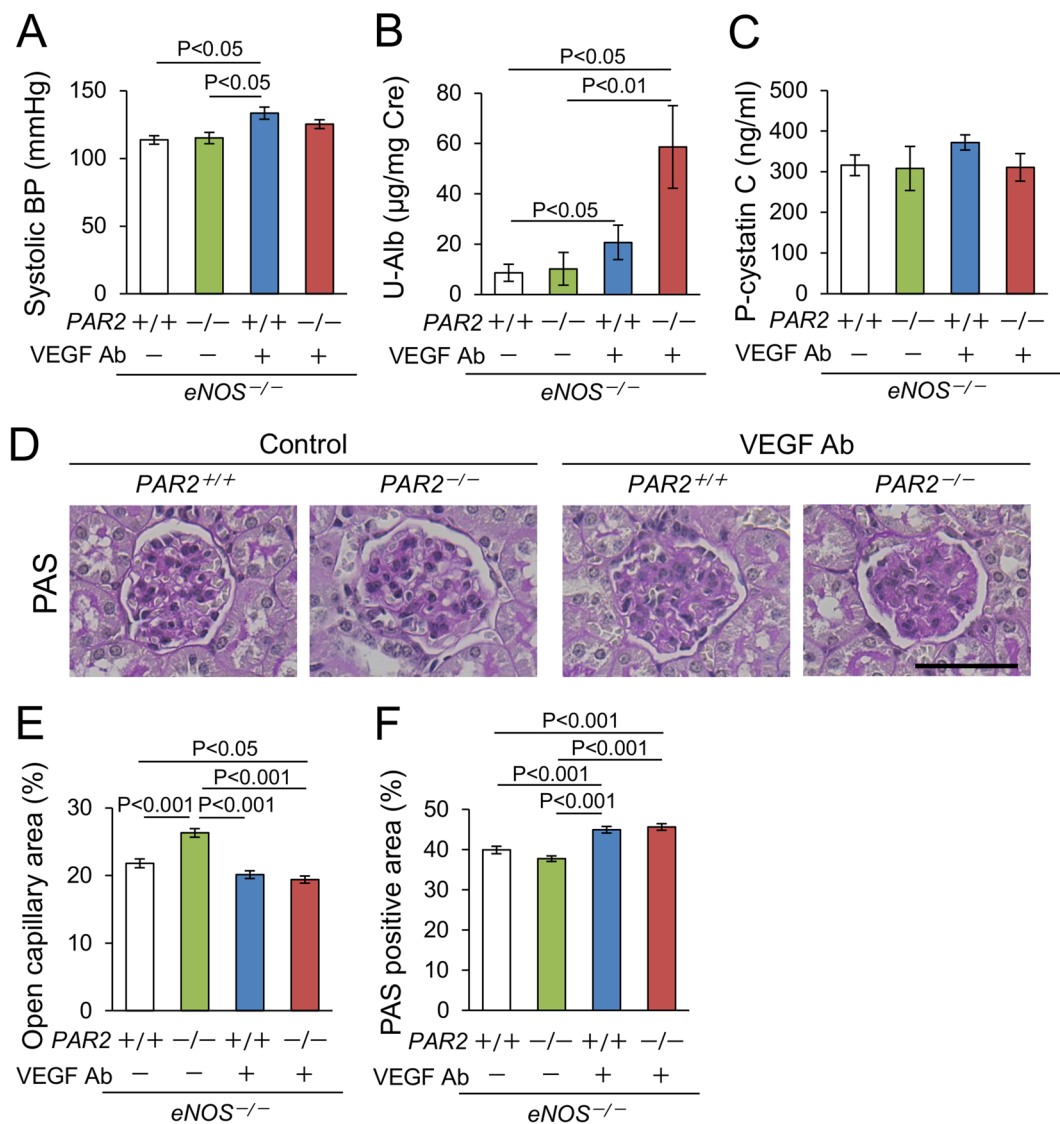 A
P<0.05
P<0.05
Systolic BP (mmHg)
150
100
50
0
PAR2 +/+ −/− +/+ −/−
VEGF Ab − − + +
eNOS−/−
B
P<0.05
P<0.01
P<0.05
U-Alb (μg/mg Cre)
80
60
40
20
0
PAR2 +/+ −/− +/+ −/−
VEGF Ab − − + +
eNOS−/−
C
P-cystatin C (ng/ml)
500
400
300
200
100
0
PAR2 +/+ −/− +/+ −/−
VEGF Ab − − + +
eNOS−/−
D
Control VEGF Ab
PAR2+/+ PAR2−/− PAR2+/+ PAR2−/−
PAS
E
P<0.05
P<0.001
P<0.001 P<0.001
Open capillary area (%)
30
20
10
0
PAR2 +/+ −/− +/+ −/−
VEGF Ab − − + +
eNOS−/−
F
P<0.001
P<0.001
P<0.001
P<0.001
PAS positive area (%)
50
40
30
20
10
0
PAR2 +/+ −/− +/+ −/−
VEGF Ab − − + +
eNOS−/−